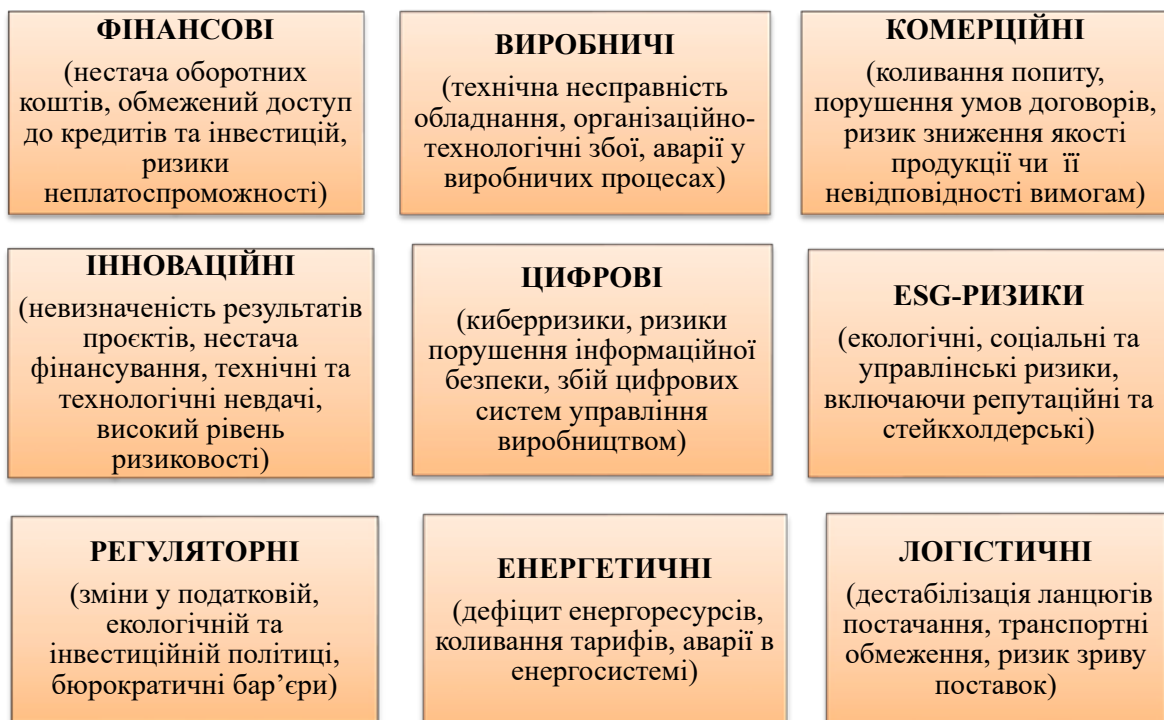 ФІНАНСОВІ
(нестача оборотних
коштів, обмежений доступ
до кредитів та інвестицій,
ризики
неплатоспроможності)
ВИРОБНИЧІ
(технічна несправність
обладнання, організаційно-
технологічні збої, аварії у
виробничих процесах)
КОМЕРЦІЙНІ
(коливання попиту,
порушення умов договорів,
ризик зниження якості
продукції чи її
невідповідності вимогам)
ІННОВАЦІЙНІ
(невизначеність результатів
проєктів, нестача
фінансування, технічні та
технологічні невдачі,
високий рівень
ризиковості)
ЦИФРОВІ
(киберризики, ризики
порушення інформаційної
безпеки, збій цифрових
систем управління
виробництвом)
ESG-РИЗИКИ
(екологічні, соціальні та
управлінські ризики,
включаючи репутаційні та
стейкхолдерські)
РЕГУЛЯТОРНІ
(зміни у податковій,
екологічній та
інвестиційній політиці,
бюрократичні бар’єри)
ЕНЕРГЕТИЧНІ
(дефіцит енергоресурсів,
коливання тарифів, аварії в
енергосистемі)
ЛОГІСТИЧНІ
(дестабілізація ланцюгів
постачання, транспортні
обмеження, ризик зриву
поставок)